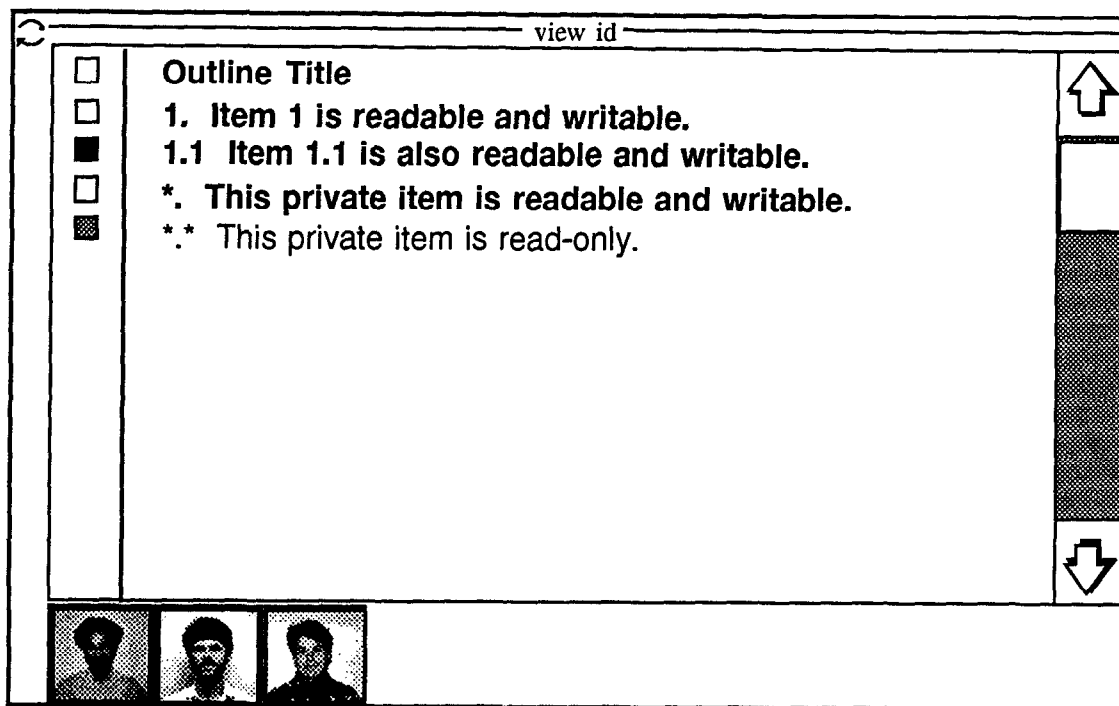 view id
Outline Title
1. Item 1 is readable and writable.
1.1 Item 1.1 is also readable and writable.
*. This private item is readable and writable.
*.* This private item is read-only.